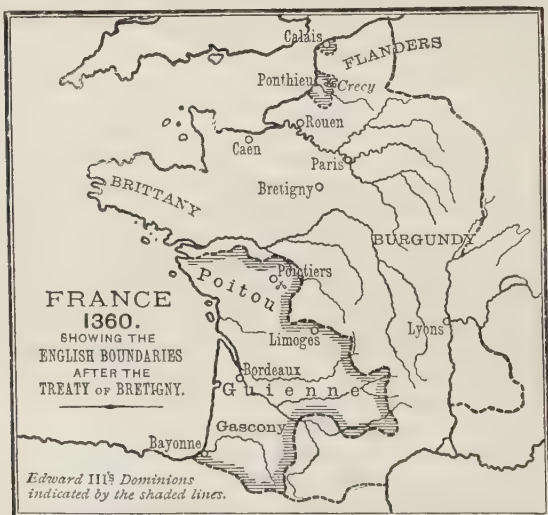 Calais
FLANDERS
Ponthieu
Crecy
Rouen
Caen
Paris
BRITTANY
Bretigny
BURGUNDY
Poictiers
Poitou
FRANCE
1360.
SHOWING THE
ENGLISH BOUNDARIES
AFTER THE
TREATY OF BRETIGNY.
Limoges
Lyons
Bordeaux
Guienne
Gascony
Bayonne
Edward III's Dominions
indicated by the shaded lines.